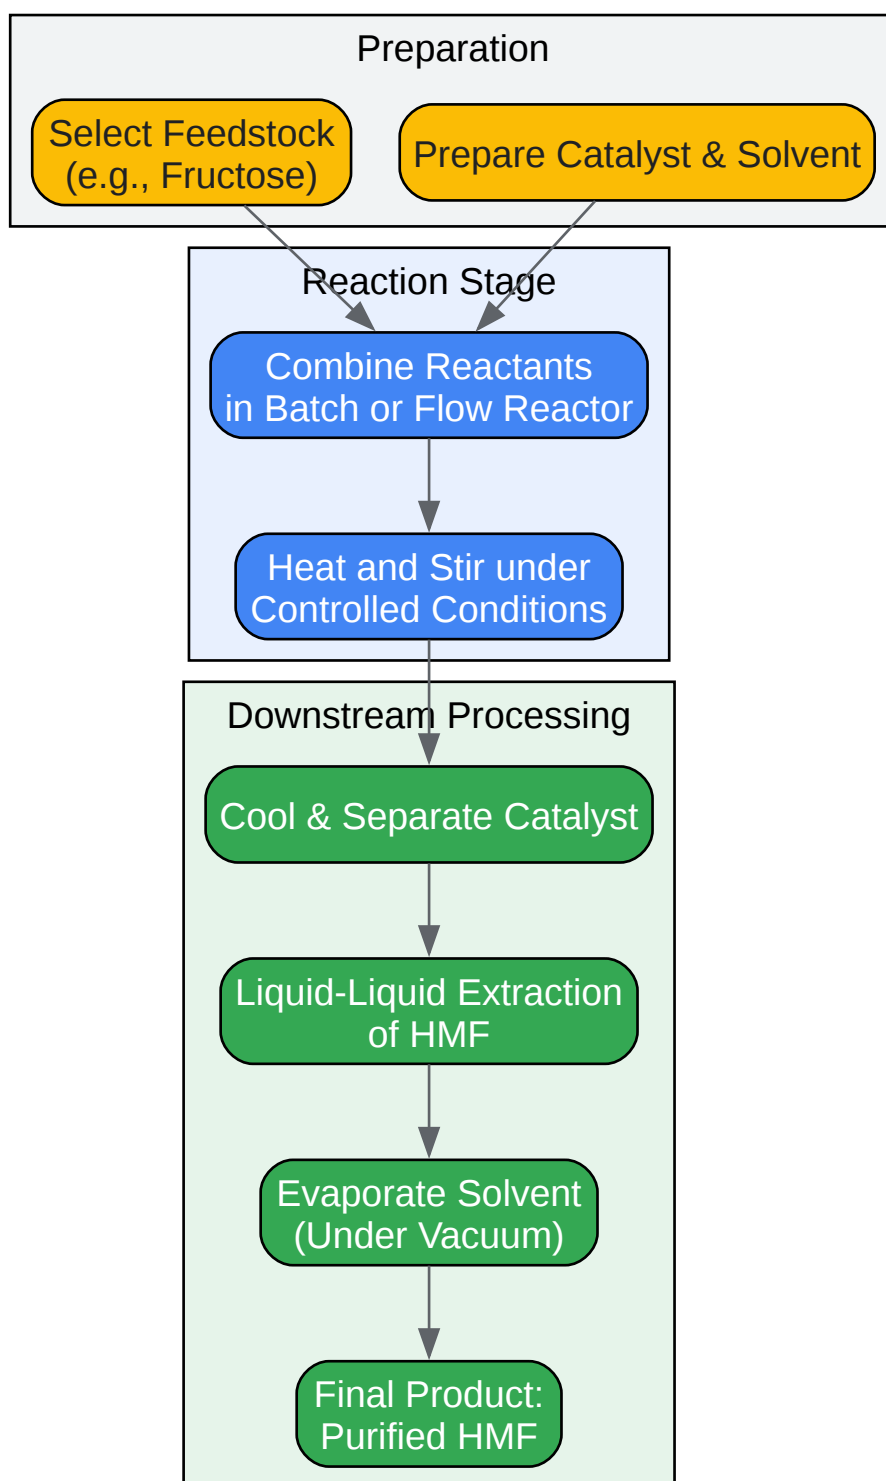 Preparation
Select Feedstock
(e.g., Fructose)
Prepare Catalyst & Solvent
Reaction Stage
Combine Reactants
in Batch or Flow Reactor
Heat and Stir under
Controlled Conditions
Downstream Processing
Cool & Separate Catalyst
Liquid-Liquid Extraction
of HMF
Evaporate Solvent
(Under Vacuum)
Final Product:
Purified HMF